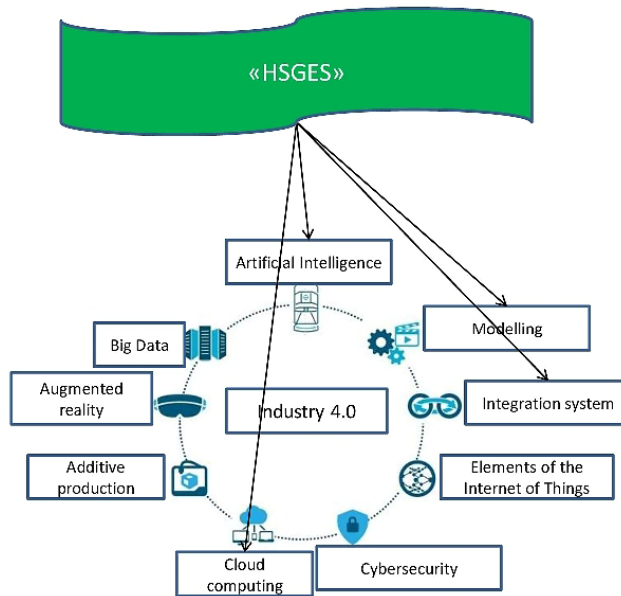 «HSGES»
Artificial Intelligence
Modelling
Big Data
Augmented
reality
Industry 4.0
Integration system
Additive
production
Elements of the
Internet of Things
Cloud
computing
Cybersecurity